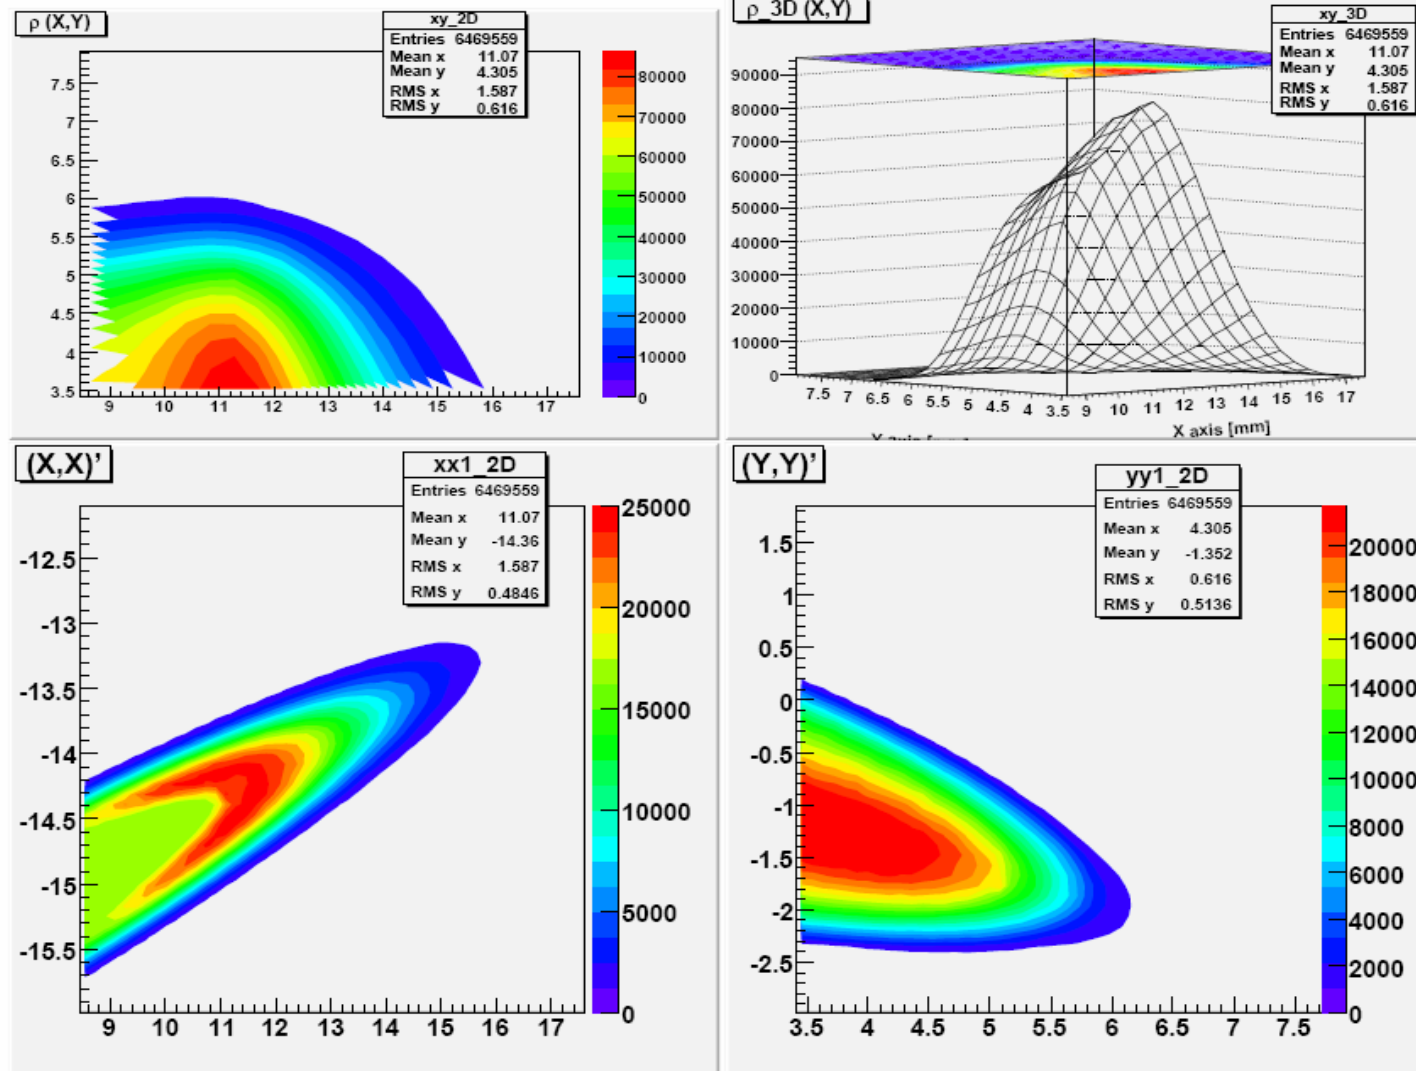 ρ (X,Y)
xy_2D
Entries 6469559
Mean x 11.07
Mean y 4.305
RMS x 1.587
RMS y 0.616
7.5
7
6.5
6
5.5
5
4.5
4
3.5
9 10 11 12 13 14 15 16 17
80000
70000
60000
50000
40000
30000
20000
10000
0
ρ_3D (X,Y)
xy_3D
Entries 6469559
Mean x 11.07
Mean y 4.305
RMS x 1.587
RMS y 0.616
90000
80000
70000
60000
50000
40000
30000
20000
10000
0
7.5 7 6.5 6 5.5 5 4.5 4 3.5 9 10 11 12 13 14 15 16 17
X axis [mm]
(X,X)’
xx1_2D
Entries 6469559
Mean x 11.07
Mean y -14.36
RMS x 1.587
RMS y 0.4846
-12.5
-13
-13.5
-14
-14.5
-15
-15.5
9 10 11 12 13 14 15 16 17
25000
20000
15000
10000
5000
0
(Y,Y)’
yy1_2D
Entries 6469559
Mean x 4.305
Mean y -1.352
RMS x 0.616
RMS y 0.5136
1.5
1
0.5
0
-0.5
-1
-1.5
-2
-2.5
3.5 4 4.5 5 5.5 6 6.5 7 7.5
20000
18000
16000
14000
12000
10000
8000
6000
4000
2000
0